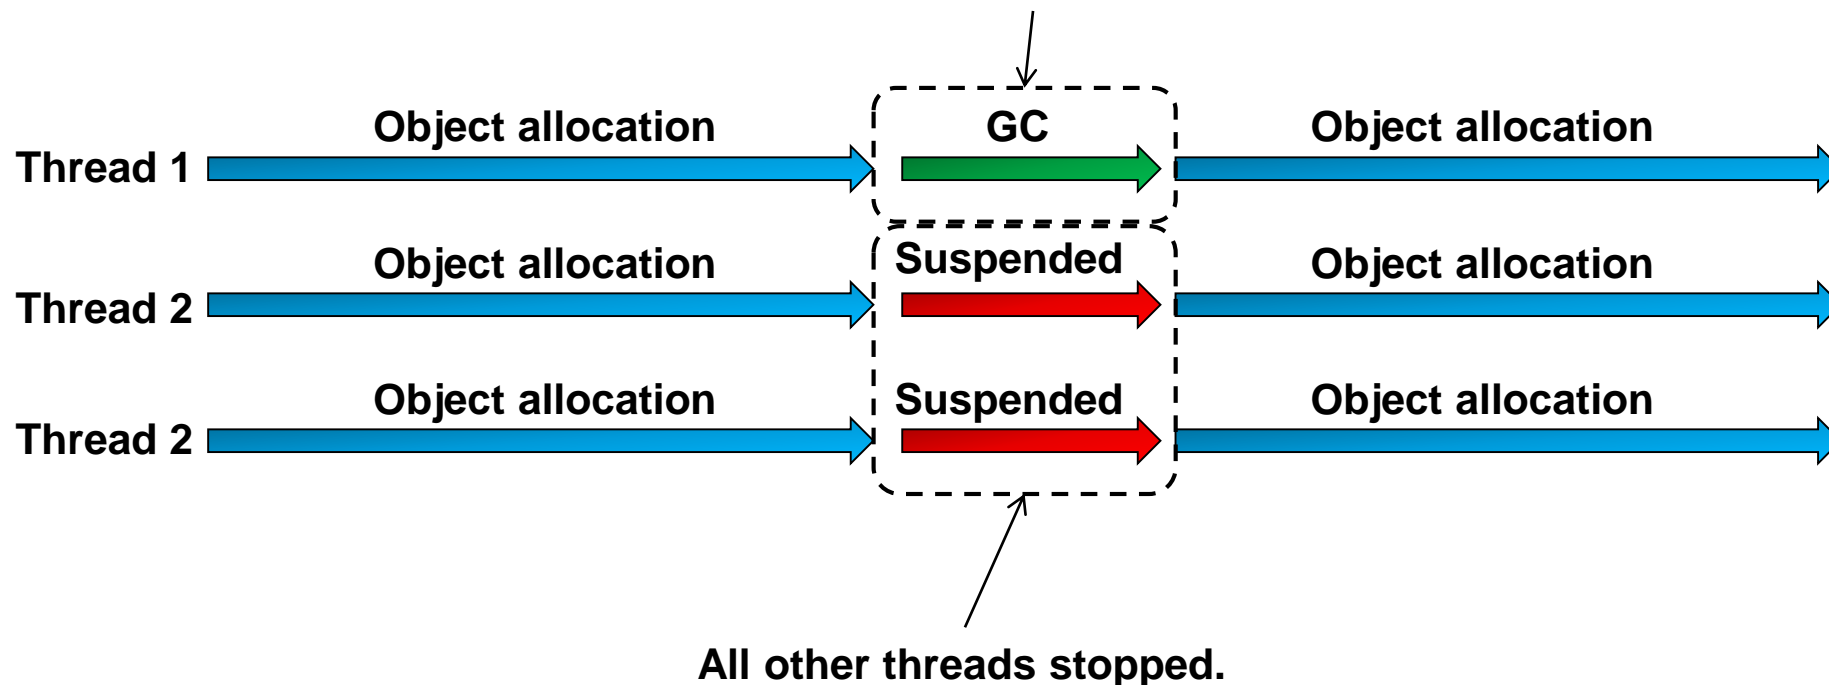 Object allocation GC Object allocation
Thread 1
Object allocation Suspended Object allocation
Thread 2
Object allocation Suspended Object allocation
Thread 2
All other threads stopped.